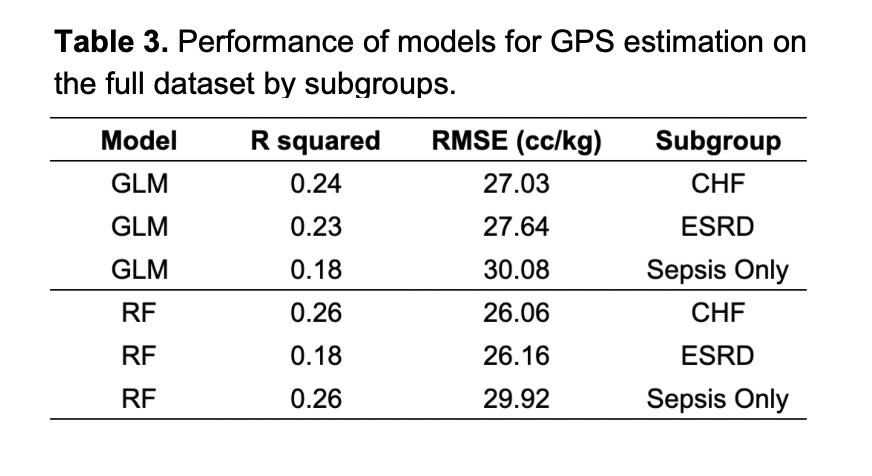 Table 3. Performance of models for GPS estimation on
the full dataset by subgroups.
Model R squared RMSE (cc/kg) Subgroup
GLM 0.24 27.03 CHF
GLM 0.23 27.64 ESRD
GLM 0.18 30.08 Sepsis Only
RF 0.26 26.06 CHF
RF 0.18 26.16 ESRD
RF 0.26 29.92 Sepsis Only